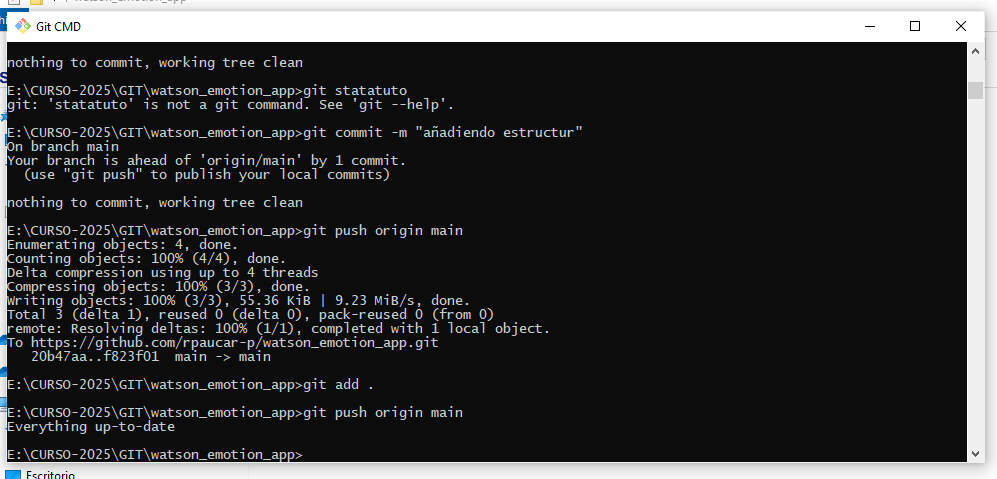 watson_emotion_app
Git CMD
nothing to commit, working tree clean
E:\CURSO-2025\GIT\watson_emotion_app>git statatuto
git: 'statatuto' is not a git command. See 'git --help'.
E:\CURSO-2025\GIT\watson_emotion_app>git commit -m "añadiendo estructur"
On branch main
Your branch is ahead of 'origin/main' by 1 commit.
  (use "git push" to publish your local commits)
nothing to commit, working tree clean
E:\CURSO-2025\GIT\watson_emotion_app>git push origin main
Enumerating objects: 4, done.
Counting objects: 100% (4/4), done.
Delta compression using up to 4 threads
Compressing objects: 100% (3/3), done.
Writing objects: 100% (3/3), 55.36 KiB | 9.23 MiB/s, done.
Total 3 (delta 1), reused 0 (delta 0), pack-reused 0 (from 0)
remote: Resolving deltas: 100% (1/1), completed with 1 local object.
To https://github.com/rpaucar-p/watson_emotion_app.git
   20b47aa..f823f01  main -> main
E:\CURSO-2025\GIT\watson_emotion_app>git add .
E:\CURSO-2025\GIT\watson_emotion_app>git push origin main
Everything up-to-date
E:\CURSO-2025\GIT\watson_emotion_app>
Escritorio